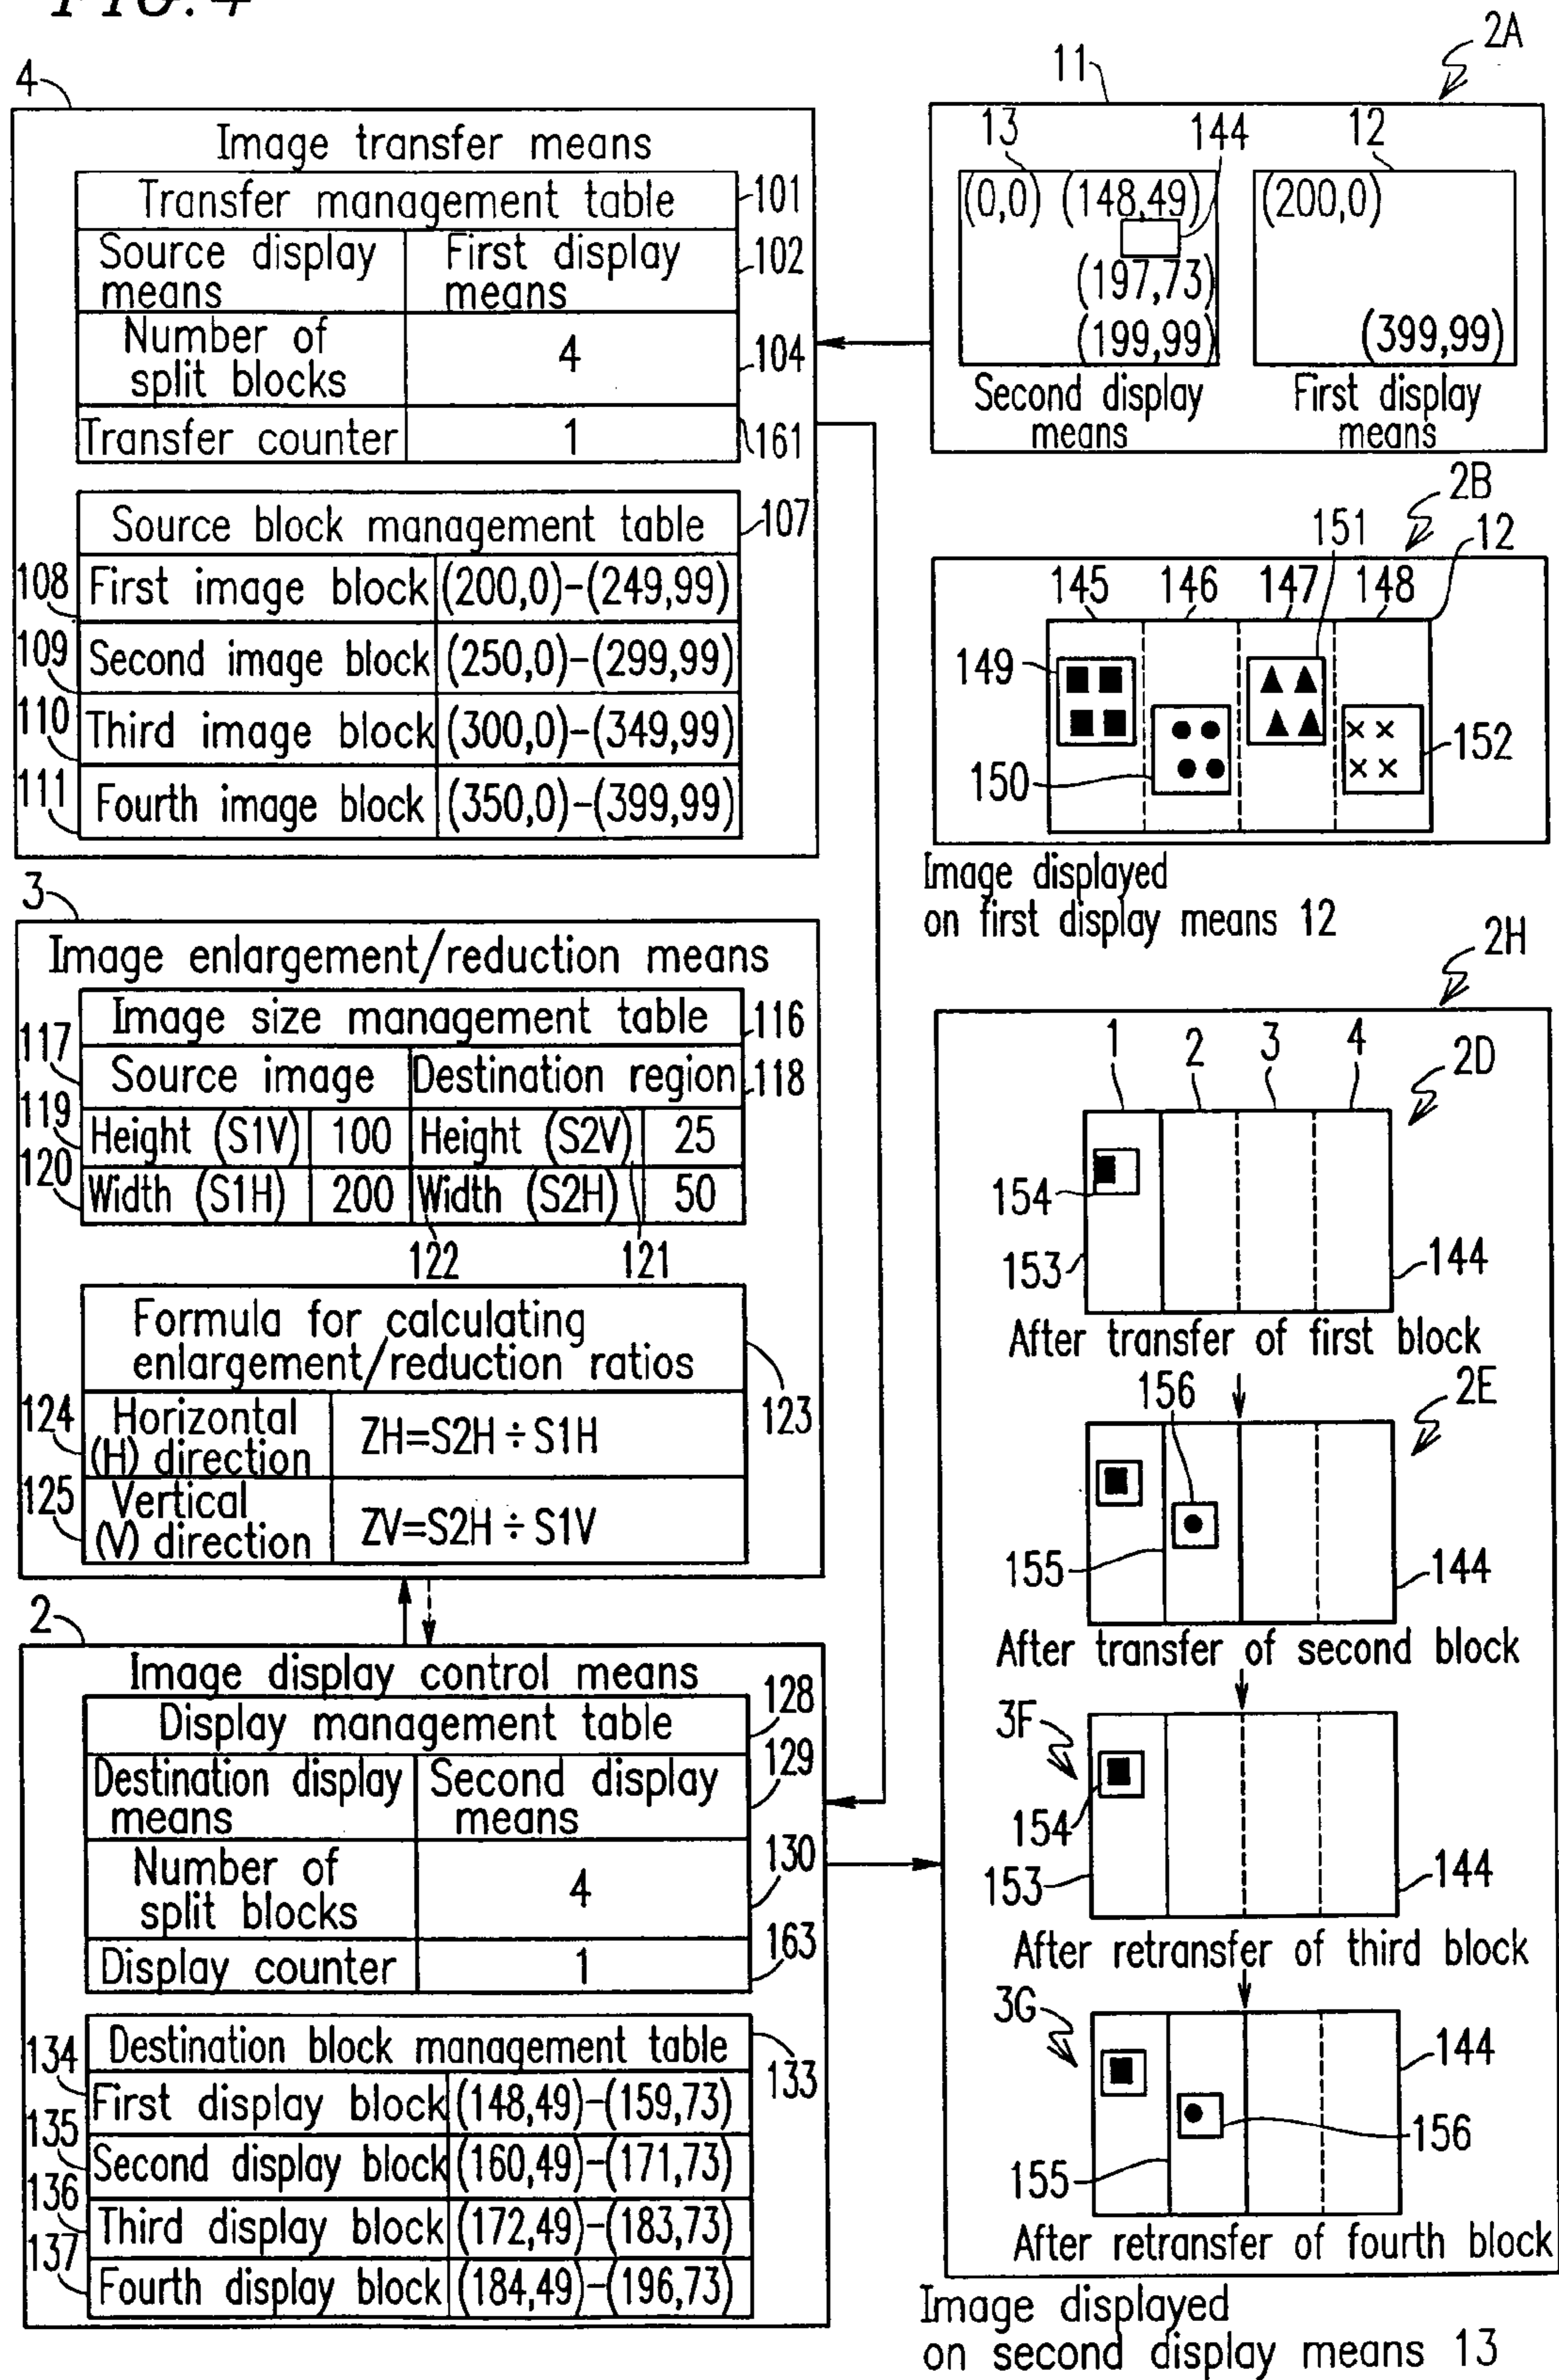 FIG. 4
4
Image transfer means
Transfer management table
101
Source display means
First display means
102
Number of split blocks
4
104
Transfer counter
1
161
Source block management table
107
108
First image block
(200,0)-(249,99)
109
Second image block
(250,0)-(299,99)
110
Third image block
(300,0)-(349,99)
111
Fourth image block
(350,0)-(399,99)
3
Image enlargement/reduction means
Image size management table
116
117
Source image
Destination region
118
119
Height (S1V)
100
Height (S2V)
25
120
Width (S1H)
200
Width (S2H)
50
122
121
Formula for calculating
enlargement/reduction ratios
123
124
Horizontal
(H) direction
ZH=S2H÷S1H
125
Vertical
(V) direction
ZV=S2H÷S1V
2
Image display control means
Display management table
128
Destination display means
Second display means
129
Number of split blocks
4
130
Display counter
1
163
Destination block management table
133
134
First display block
(148,49)-(159,73)
135
Second display block
(160,49)-(171,73)
136
Third display block
(172,49)-(183,73)
137
Fourth display block
(184,49)-(196,73)
2A
11
13
144
12
(0,0)
(148,49)
(197,73)
(199,99)
(200,0)
(399,99)
Second display means
First display means
2B
151
12
145
146
147
148
149
150
152
Image displayed
on first display means 12
2H
1
2
3
4
2D
154
153
144
After transfer of first block
156
2E
155
144
After transfer of second block
3F
154
153
144
After retransfer of third block
3G
144
156
155
After retransfer of fourth block
Image displayed
on second display means 13